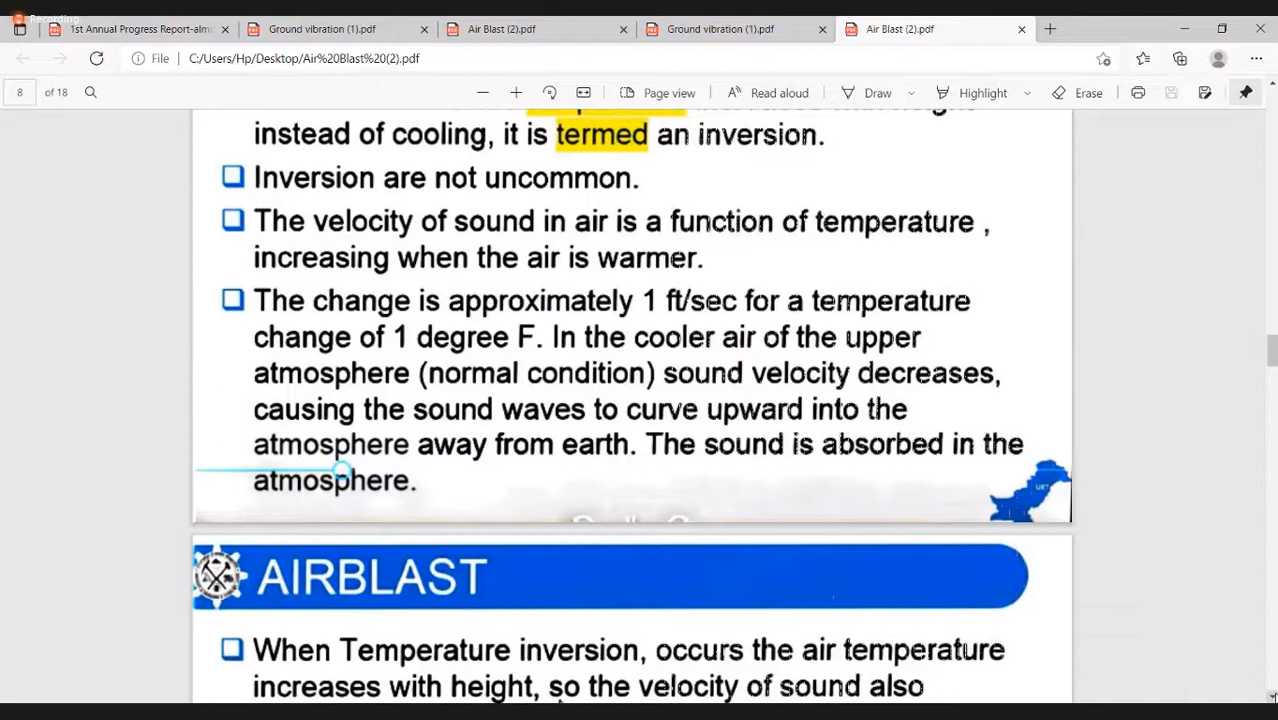 Recording
1st Annual Progress Report-almo
Ground vibration (1).pdf
Air Blast (2).pdf
Ground vibration (1).pdf
Air Blast (2).pdf
File
C:/Users/Hp/Desktop/Air%20Blast%20(2).pdf
8 of 18
Page view
Read aloud
Draw
Highlight
Erase
instead of cooling, it is termed an inversion.
Inversion are not uncommon.
The velocity of sound in air is a function of temperature ,
increasing when the air is warmer.
The change is approximately 1 ft/sec for a temperature
change of 1 degree F. In the cooler air of the upper
atmosphere (normal condition) sound velocity decreases,
causing the sound waves to curve upward into the
atmosphere away from earth. The sound is absorbed in the
atmosphere.
UET
AIRBLAST
When Temperature inversion, occurs the air temperature
increases with height, so the velocity of sound also